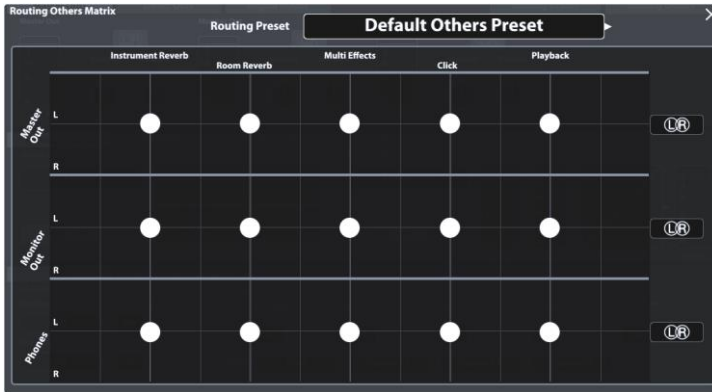 Routing Others Matrix
Routing Preset Default Others Preset
Instrument Reverb Room Reverb Multi Effects Click Playback
Master Out
L
R
LR
Monitor Out
L
R
LR
Phones
L
R
LR